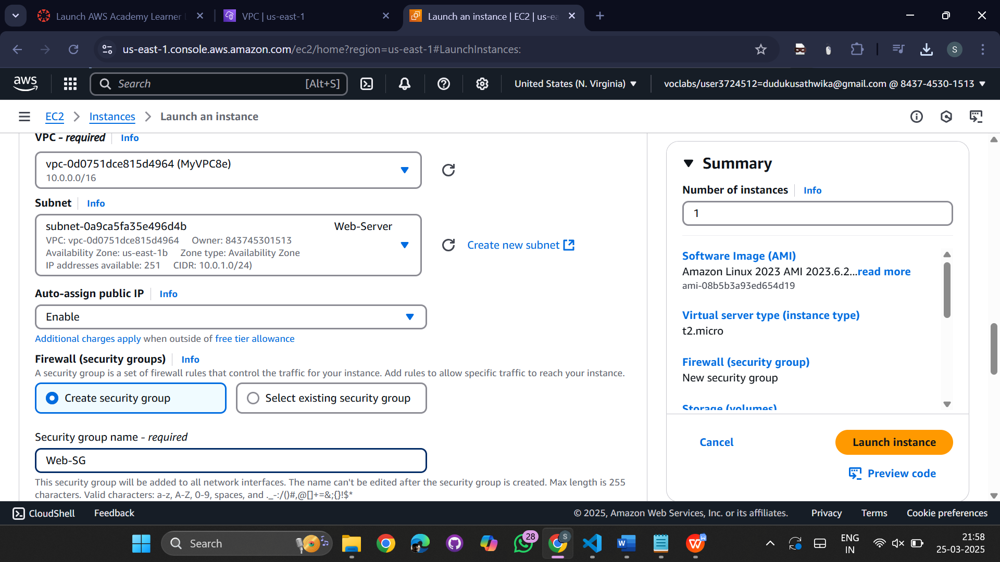 Launch AWS Academy Learner
VPC | us-east-1
Launch an instance | EC2 | us-ea
us-east-1.console.aws.amazon.com/ec2/home?region=us-east-1#LaunchInstances:
S
aws
Search
[Alt+S]
United States (N. Virginia)
voclabs/user3724512=dudukusathwika@gmail.com @ 8437-4530-1513
EC2
Instances
Launch an instance
VPC - required
Info
vpc-0d0751dce815d4964 (MyVPC8e)
10.0.0.0/16
Subnet
Info
subnet-0a9ca5fa35e496d4b
Web-Server
VPC: vpc-0d0751dce815d4964 Owner: 843745301513
Availability Zone: us-east-1b Zone type: Availability Zone
IP addresses available: 251 CIDR: 10.0.1.0/24)
Create new subnet
Auto-assign public IP
Info
Enable
Additional charges apply when outside of free tier allowance
Firewall (security groups)
Info
A security group is a set of firewall rules that control the traffic for your instance. Add rules to allow specific traffic to reach your instance.
Create security group
Select existing security group
Security group name - required
Web-SG
This security group will be added to all network interfaces. The name can't be edited after the security group is created. Max length is 255
characters. Valid characters: a-z, A-Z, 0-9, spaces, and ._-:/()#,@[]+=&;{}!$*
Summary
Number of instances
Info
1
Software Image (AMI)
Amazon Linux 2023 AMI 2023.6.2...read more
ami-08b5b3a93ed654d19
Virtual server type (instance type)
t2.micro
Firewall (security group)
New security group
Storage (volumes)
Cancel
Launch instance
Preview code
CloudShell
Feedback
© 2025, Amazon Web Services, Inc. or its affiliates.
Privacy
Terms
Cookie preferences
Search
28
S
W
W
ENG
IN
21:58
25-03-2025